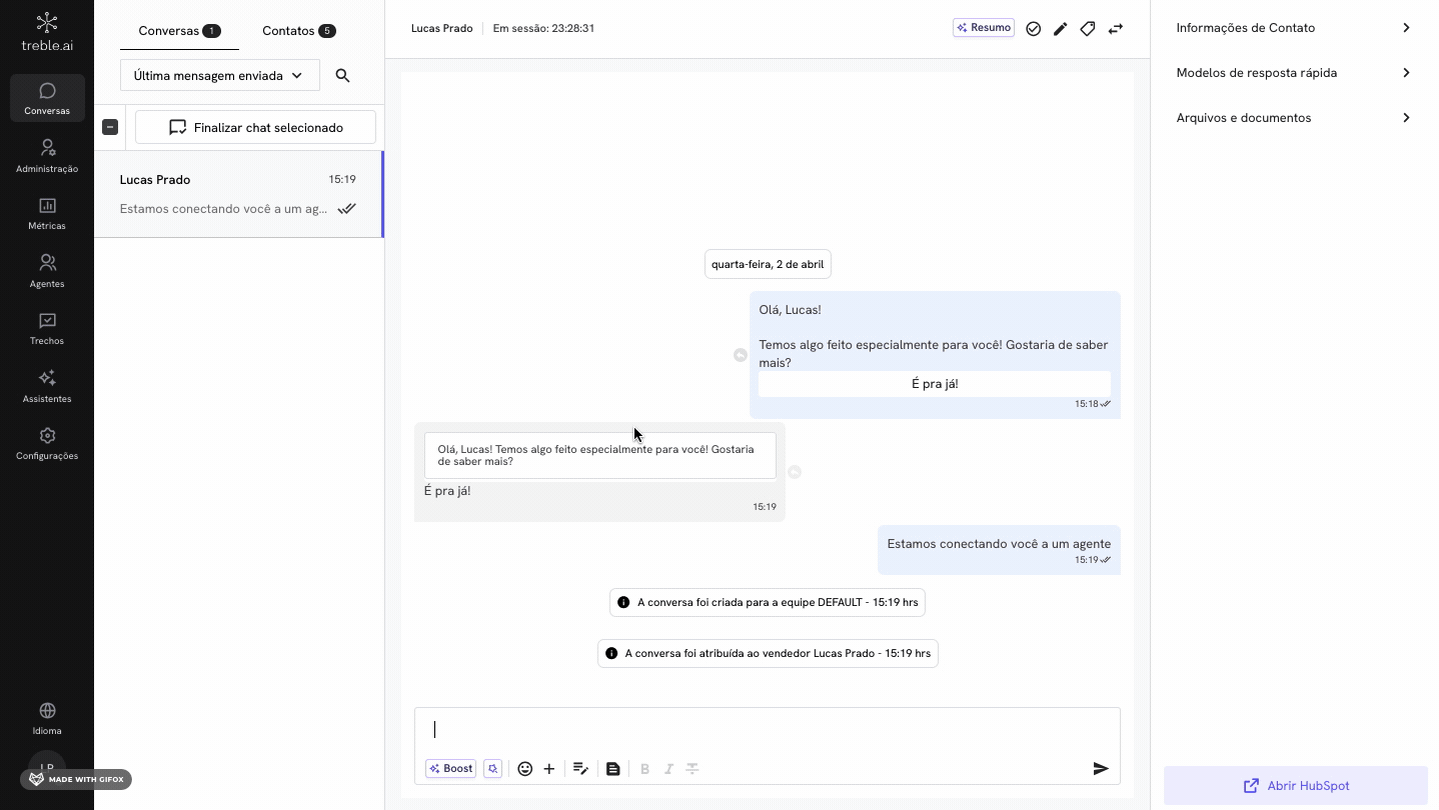 treble.ai
Conversas
Administração
Métricas
Agentes
Trechos
Assistentes
Configurações
Idioma
LP
MADE WITH GIFOX
Conversas 1
Contatos 5
Última mensagem enviada
Finalizar chat selecionado
Lucas Prado 15:19
Estamos conectando você a um ag...
Lucas Prado Em sessão: 23:28:31
Resumo
quarta-feira, 2 de abril
Olá, Lucas!
Temos algo feito especialmente para você! Gostaria de saber
mais?
É pra já!
15:18
Olá, Lucas! Temos algo feito especialmente para você! Gostaria
de saber mais?
É pra já!
15:19
Estamos conectando você a um agente
15:19
A conversa foi criada para a equipe DEFAULT - 15:19 hrs
A conversa foi atribuída ao vendedor Lucas Prado - 15:19 hrs
Boost
B I S
Informações de Contato
Modelos de resposta rápida
Arquivos e documentos
Abrir HubSpot